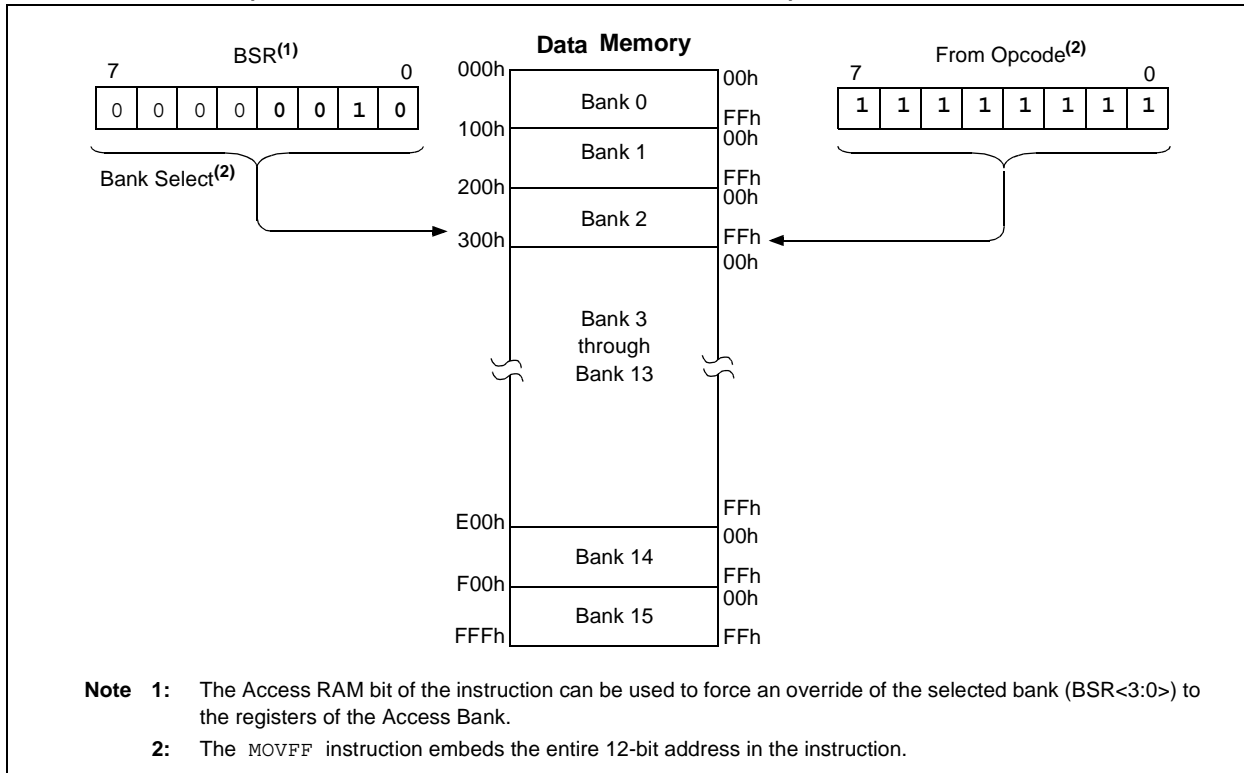 Data Memory
BSR(1)
7 0
0 0 0 0 0 0 1 0
Bank Select(2)
From Opcode(2)
7 0
1 1 1 1 1 1 1 1
000h
00h
Bank 0
FFh
100h
00h
Bank 1
FFh
200h
00h
Bank 2
FFh
300h
00h
Bank 3
through
Bank 13
FFh
E00h
00h
Bank 14
FFh
F00h
00h
Bank 15
FFFh
FFh
Note 1: The Access RAM bit of the instruction can be used to force an override of the selected bank (BSR<3:0>) to
the registers of the Access Bank.
2: The MOVFF instruction embeds the entire 12-bit address in the instruction.